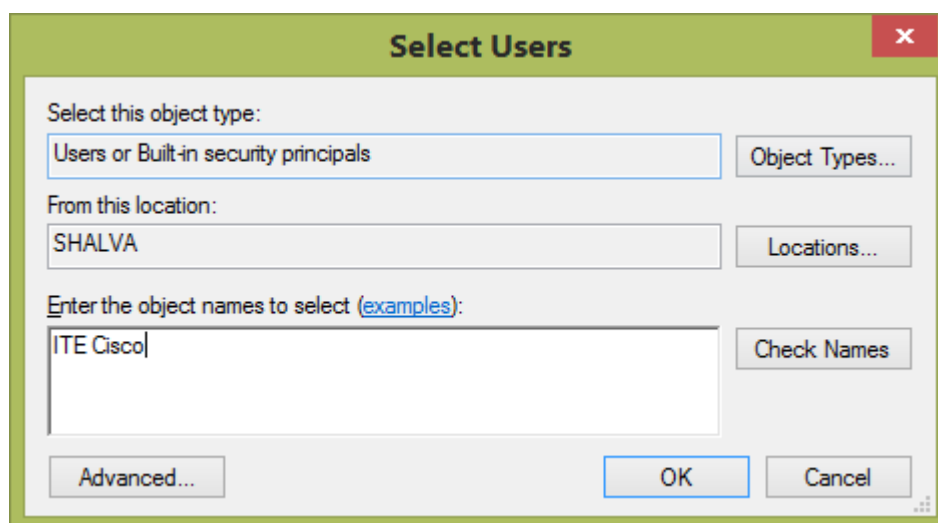 Select Users
x
Select this object type:
Users or Built-in security principals
Object Types...
From this location:
SHALVA
Locations...
Enter the object names to select (examples):
ITE Cisco
Check Names
Advanced...
OK
Cancel